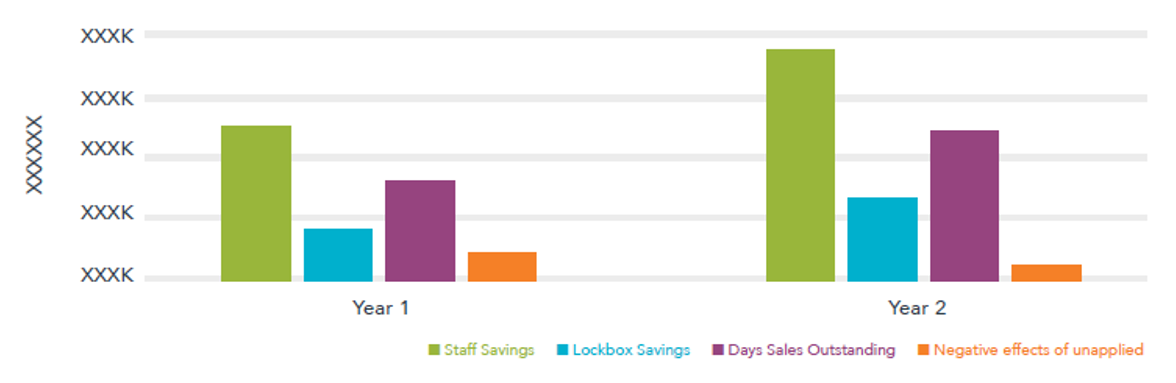 XXXK
XXXK
XXXK
XXXK
XXXK
XXXXXX
Year 1
Year 2
Staff Savings
Lockbox Savings
Days Sales Outstanding
Negative effects of unapplied